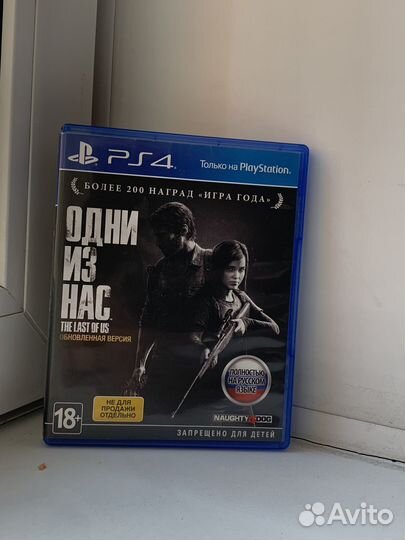 PS4
Только на PlayStation.
БОЛЕЕ 200 НАГРАД «ИГРА ГОДА»
ОДНИ
ИЗ
НАС
THE LAST OF US
ОБНОВЛЕННАЯ ВЕРСИЯ
ПОЛНОСТЬЮ
НА РУССКОМ
ЯЗЫКЕ
НЕ ДЛЯ
ПРОДАЖИ
ОТДЕЛЬНО
18+
NAUGHTY DOG
ЗАПРЕЩЕНО ДЛЯ ДЕТЕЙ
Avito